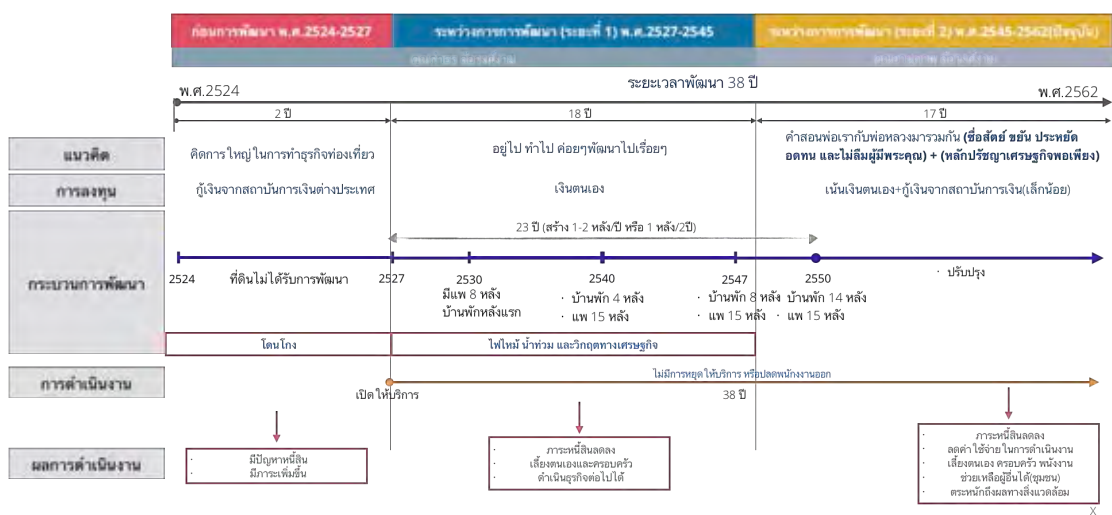 ก่อนการพัฒนา พ.ศ.2524-2527
ระหว่างการการพัฒนา (ระยะที่ 1) พ.ศ.2527-2545
ระหว่างการการพัฒนา (ระยะที่ 2) พ.ศ.2545-2562(ปัจจุบัน)
ระยะเวลาพัฒนา 38 ปี
พ.ศ.2524
พ.ศ.2562
2 ปี
18 ปี
17 ปี
แนวคิด
คิดการใหญ่ในการทำธุรกิจท่องเที่ยว
อยู่ไป ทำไป ค่อยๆพัฒนาไปเรื่อยๆ
คำสอนพ่อเรากับพ่อหลวงมารวมกัน (ซื่อสัตย์ ขยัน ประหยัด
อดทน และไม่ลืมผู้มีพระคุณ) + (หลักปรัชญาเศรษฐกิจพอเพียง)
การลงทุน
กู้เงินจากสถาบันการเงินต่างประเทศ
เงินตนเอง
เน้นเงินตนเอง+กู้เงินจากสถาบันการเงิน(เล็กน้อย)
23 ปี (สร้าง 1-2 หลัง/ปี หรือ 1 หลัง/2ปี)
กระบวนการพัฒนา
2524
ที่ดินไม่ได้รับการพัฒนา
2527
2530
2540
2547
2550
· ปรับปรุง
มีแพ 8 หลัง
บ้านพักหลังแรก
· บ้านพัก 4 หลัง
· แพ 15 หลัง
· บ้านพัก 8 หลัง
· แพ 15 หลัง
· บ้านพัก 14 หลัง
· แพ 15 หลัง
โดนโกง
ไฟไหม้ น้ำท่วม และวิกฤตทางเศรษฐกิจ
การดำเนินงาน
ไม่มีการหยุดให้บริการ หรือปลดพนักงานออก
เปิดให้บริการ
38 ปี
ผลการดำเนินงาน
· มีปัญหาหนี้สิน
· มีภาระเพิ่มขึ้น
· ภาระหนี้สินลดลง
· เลี้ยงตนเองและครอบครัว
· ดำเนินธุรกิจต่อไปได้
· ภาระหนี้สินลดลง
· ลดค่าใช้จ่ายในการดำเนินงาน
· เลี้ยงตนเอง ครอบครัว พนังงาน
· ช่วยเหลือผู้อื่นได้(ชุมชน)
· ตระหนักถึงผลทางสิ่งแวดล้อม
X